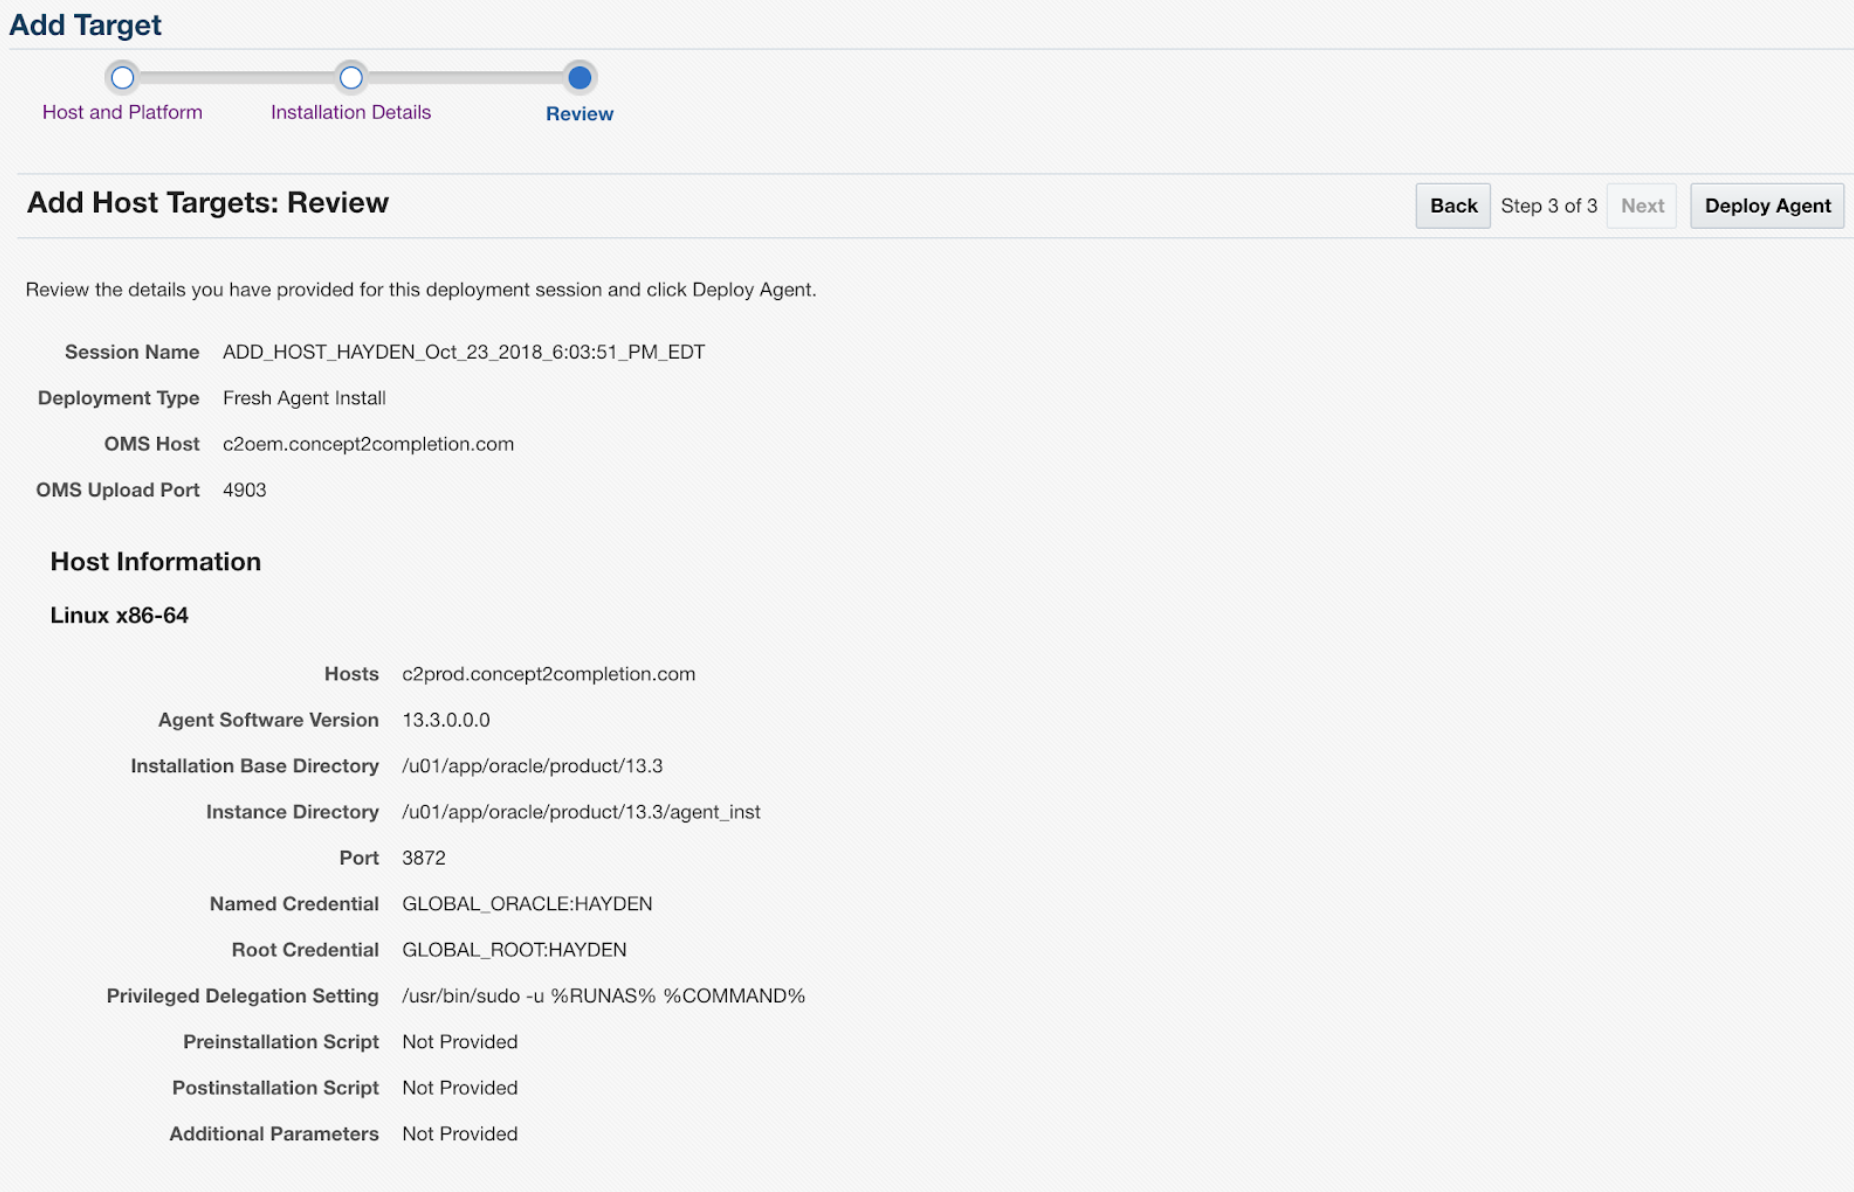 Add Target
Host and Platform
Installation Details
Review
Add Host Targets: Review
Back Step 3 of 3 Next Deploy Agent
Review the details you have provided for this deployment session and click Deploy Agent.
Session Name ADD_HOST_HAYDEN_Oct_23_2018_6:03:51_PM_EDT
Deployment Type Fresh Agent Install
OMS Host c2oem.concept2completion.com
OMS Upload Port 4903
Host Information
Linux x86-64
Hosts c2prod.concept2completion.com
Agent Software Version 13.3.0.0.0
Installation Base Directory /u01/app/oracle/product/13.3
Instance Directory /u01/app/oracle/product/13.3/agent_inst
Port 3872
Named Credential GLOBAL_ORACLE:HAYDEN
Root Credential GLOBAL_ROOT:HAYDEN
Privileged Delegation Setting /usr/bin/sudo -u %RUNAS% %COMMAND%
Preinstallation Script Not Provided
Postinstallation Script Not Provided
Additional Parameters Not Provided